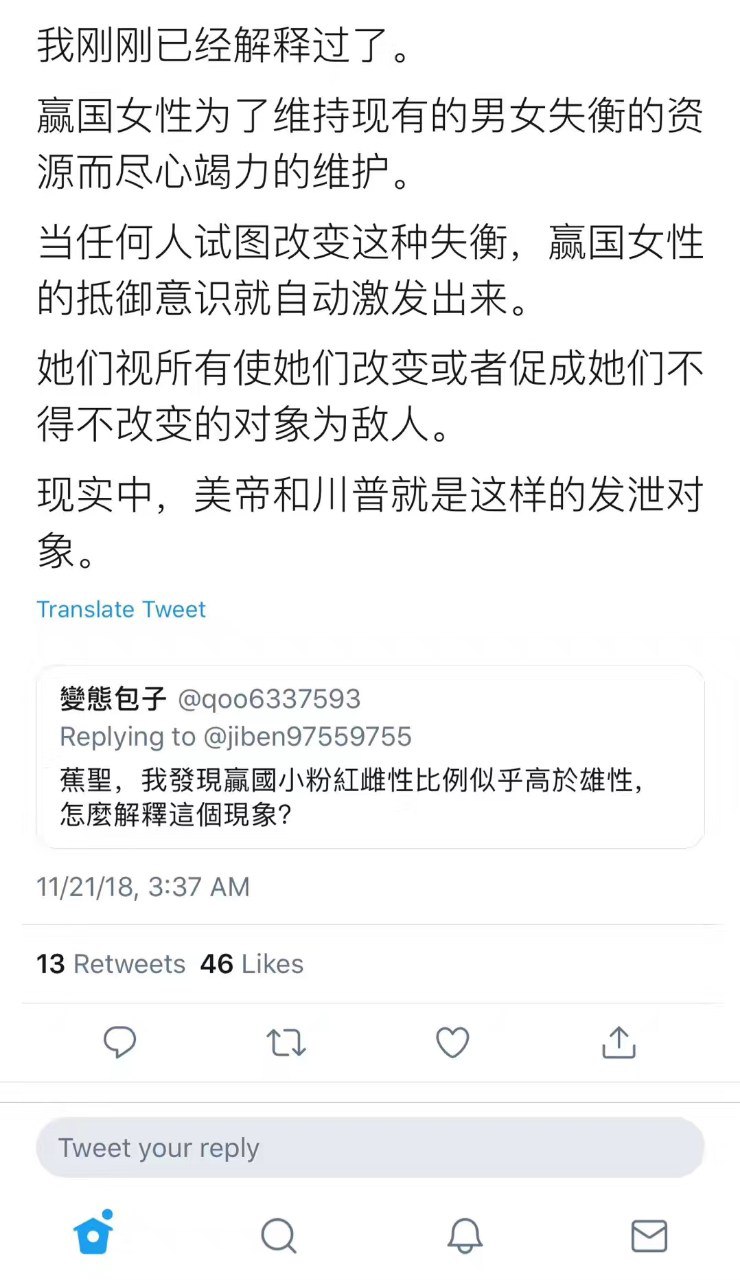 我刚刚已经解释过了。
赢国女性为了维持现有的男女失衡的资
源而尽心竭力的维护。
当任何人试图改变这种失衡，赢国女性
的抵御意识就自动激发出来。
她们视所有使她们改变或者促成她们不
得不改变的对象为敌人。
现实中，美帝和川普就是这样的发泄对
象。
Translate Tweet
變態包子 @qoo6337593
Replying to @jiben97559755
蕉聖，我發現贏國小粉紅雌性比例似乎高於雄性，
怎麼解釋這個現象?
11/21/18, 3:37 AM
13 Retweets 46 Likes
Tweet your reply